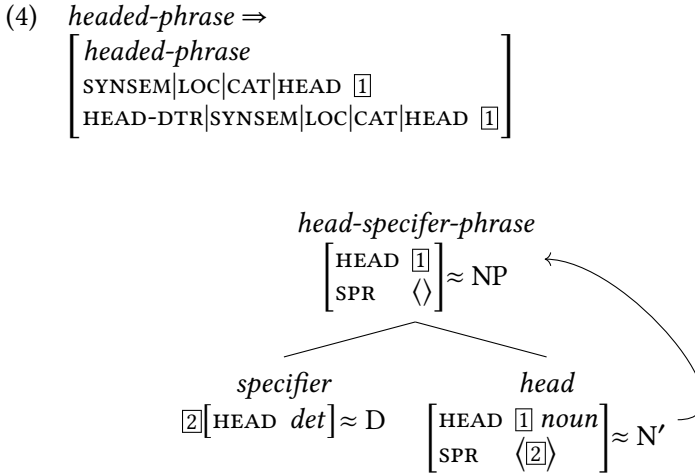 (4) headed-phrase ⇒
headed-phrase
SYNSEM|LOC|CAT|HEAD 1
HEAD-DTR|SYNSEM|LOC|CAT|HEAD 1
head-specifer-phrase
HEAD 1
SPR ⟨⟩
≈ NP
specifier
2[HEAD det] ≈ D
head
HEAD 1 noun
SPR ⟨2⟩
≈ N′